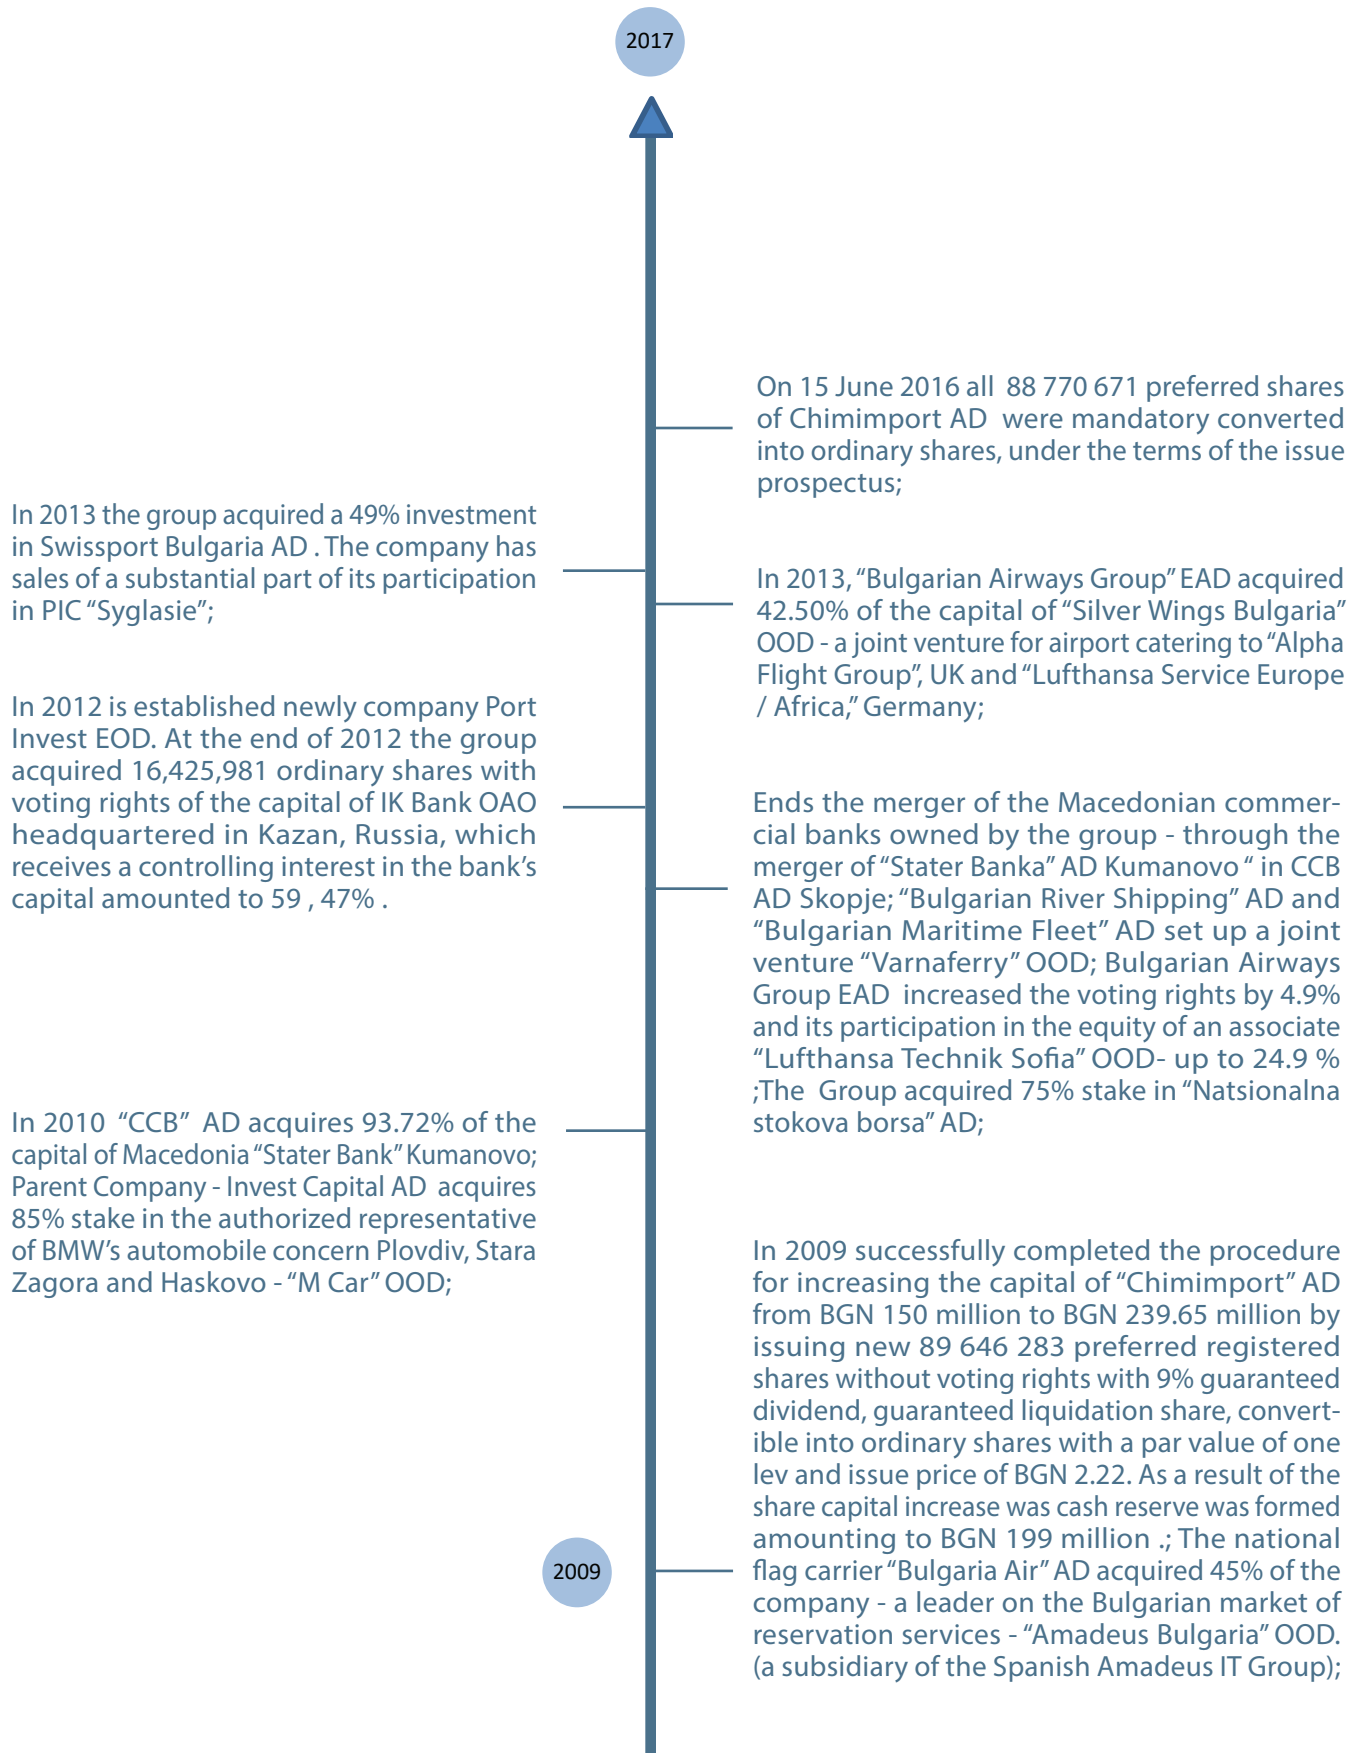 2017
On 15 June 2016 all 88 770 671 preferred shares
of Chimimport AD were mandatory converted
into ordinary shares, under the terms of the issue
prospectus;
In 2013 the group acquired a 49% investment
in Swissport Bulgaria AD . The company has
sales of a substantial part of its participation
in PIC “Syglasie”;
In 2013, “Bulgarian Airways Group” EAD acquired
42.50% of the capital of “Silver Wings Bulgaria”
OOD - a joint venture for airport catering to “Alpha
Flight Group”, UK and “Lufthansa Service Europe
/ Africa,” Germany;
In 2012 is established newly company Port
Invest EOD. At the end of 2012 the group
acquired 16,425,981 ordinary shares with
voting rights of the capital of IK Bank OAO
headquartered in Kazan, Russia, which
receives a controlling interest in the bank’s
capital amounted to 59 , 47% .
Ends the merger of the Macedonian commer-
cial banks owned by the group - through the
merger of “Stater Banka” AD Kumanovo “ in CCB
AD Skopje; “Bulgarian River Shipping” AD and
“Bulgarian Maritime Fleet” AD set up a joint
venture “Varnaferry” OOD; Bulgarian Airways
Group EAD increased the voting rights by 4.9%
and its participation in the equity of an associate
“Lufthansa Technik Sofia” OOD- up to 24.9 %
;The Group acquired 75% stake in “Natsionalna
stokova borsa” AD;
In 2010 “CCB” AD acquires 93.72% of the
capital of Macedonia “Stater Bank” Kumanovo;
Parent Company - Invest Capital AD acquires
85% stake in the authorized representative
of BMW’s automobile concern Plovdiv, Stara
Zagora and Haskovo - “M Car” OOD;
In 2009 successfully completed the procedure
for increasing the capital of “Chimimport” AD
from BGN 150 million to BGN 239.65 million by
issuing new 89 646 283 preferred registered
shares without voting rights with 9% guaranteed
dividend, guaranteed liquidation share, convert-
ible into ordinary shares with a par value of one
lev and issue price of BGN 2.22. As a result of the
share capital increase was cash reserve was formed
amounting to BGN 199 million .; The national
flag carrier “Bulgaria Air” AD acquired 45% of the
company - a leader on the Bulgarian market of
reservation services - “Amadeus Bulgaria” OOD.
(a subsidiary of the Spanish Amadeus IT Group);
2009